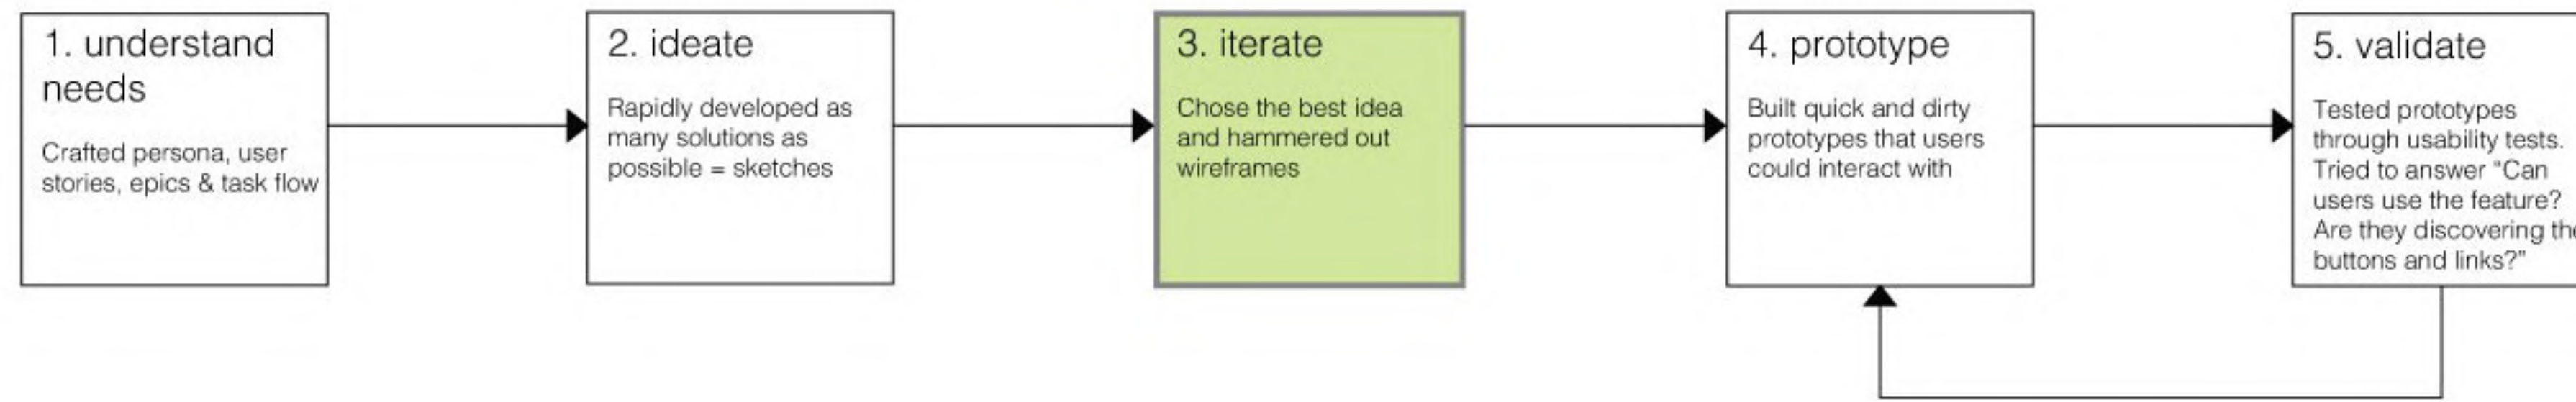 1. understand
needs
Crafted persona, user
stories, epics & task flow
2. ideate
Rapidly developed as
many solutions as
possible = sketches
3. iterate
Chose the best idea
and hammered out
wireframes
4. prototype
Built quick and dirty
prototypes that users
could interact with
5. validate
Tested prototypes
through usability tests.
Tried to answer “Can
users use the feature?
Are they discovering the
buttons and links?”